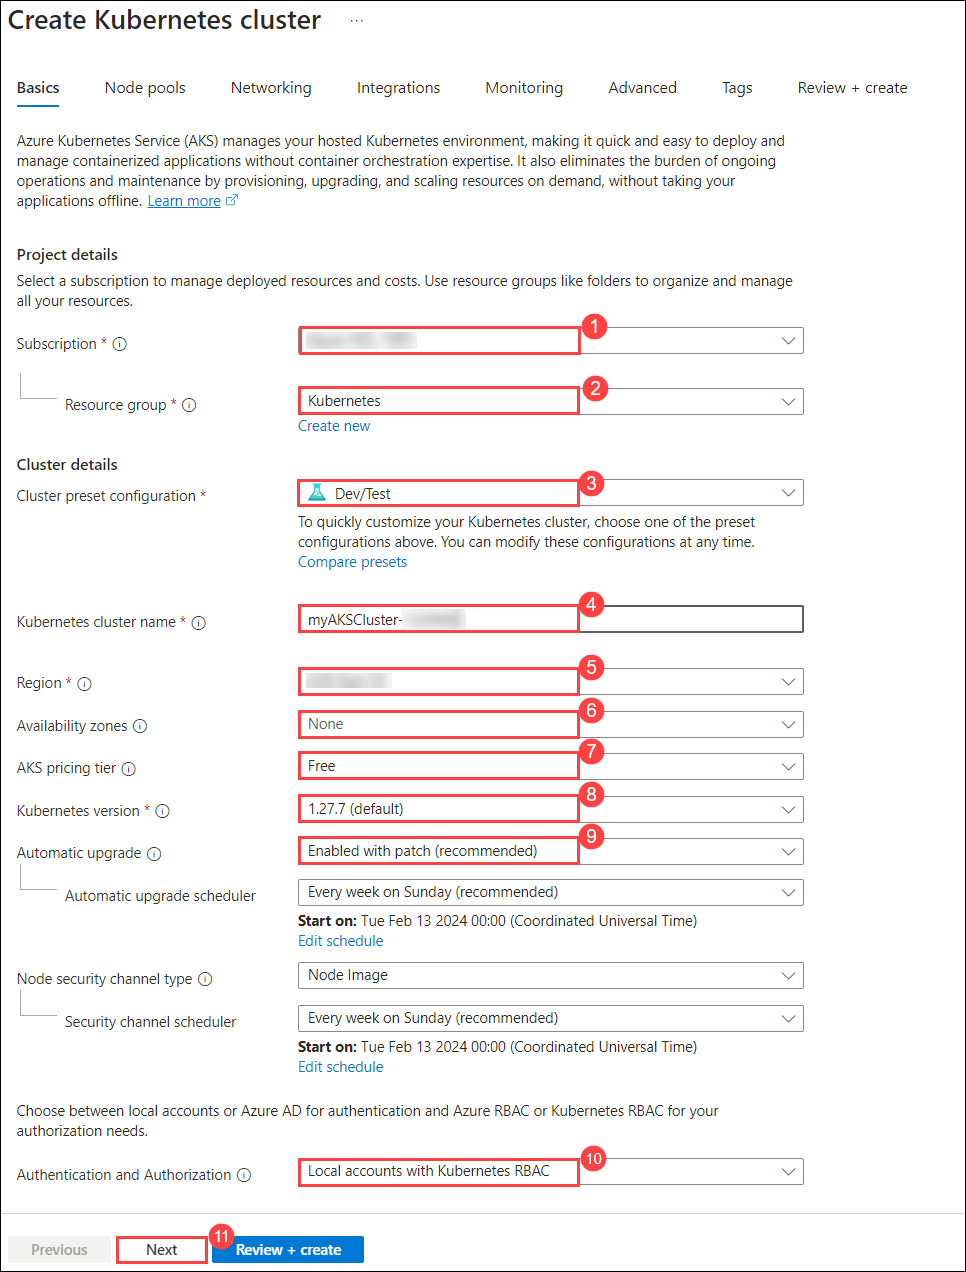 Create Kubernetes cluster ...
Basics Node pools Networking Integrations Monitoring Advanced Tags Review + create
Azure Kubernetes Service (AKS) manages your hosted Kubernetes environment, making it quick and easy to deploy and
manage containerized applications without container orchestration expertise. It also eliminates the burden of ongoing
operations and maintenance by provisioning, upgrading, and scaling resources on demand, without taking your
applications offline. Learn more
Project details
Select a subscription to manage deployed resources and costs. Use resource groups like folders to organize and manage
all your resources.
Subscription * 1
Resource group * Kubernetes 2
Create new
Cluster details
Cluster preset configuration * Dev/Test 3
To quickly customize your Kubernetes cluster, choose one of the preset
configurations above. You can modify these configurations at any time.
Compare presets
Kubernetes cluster name * myAKSCluster- 4
Region * 5
Availability zones None 6
AKS pricing tier Free 7
Kubernetes version * 1.27.7 (default) 8
Automatic upgrade Enabled with patch (recommended) 9
Automatic upgrade scheduler Every week on Sunday (recommended)
Start on: Tue Feb 13 2024 00:00 (Coordinated Universal Time)
Edit schedule
Node security channel type Node Image
Security channel scheduler Every week on Sunday (recommended)
Start on: Tue Feb 13 2024 00:00 (Coordinated Universal Time)
Edit schedule
Choose between local accounts or Azure AD for authentication and Azure RBAC or Kubernetes RBAC for your
authorization needs.
Authentication and Authorization Local accounts with Kubernetes RBAC 10
Previous Next 11 Review + create